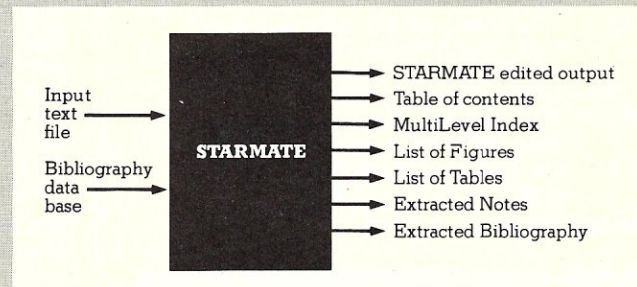 Input
text
file
Bibliography
data
base
STARMATE
STARMATE edited output
Table of contents
MultiLevel Index
List of Figures
List of Tables
Extracted Notes
Extracted Bibliography